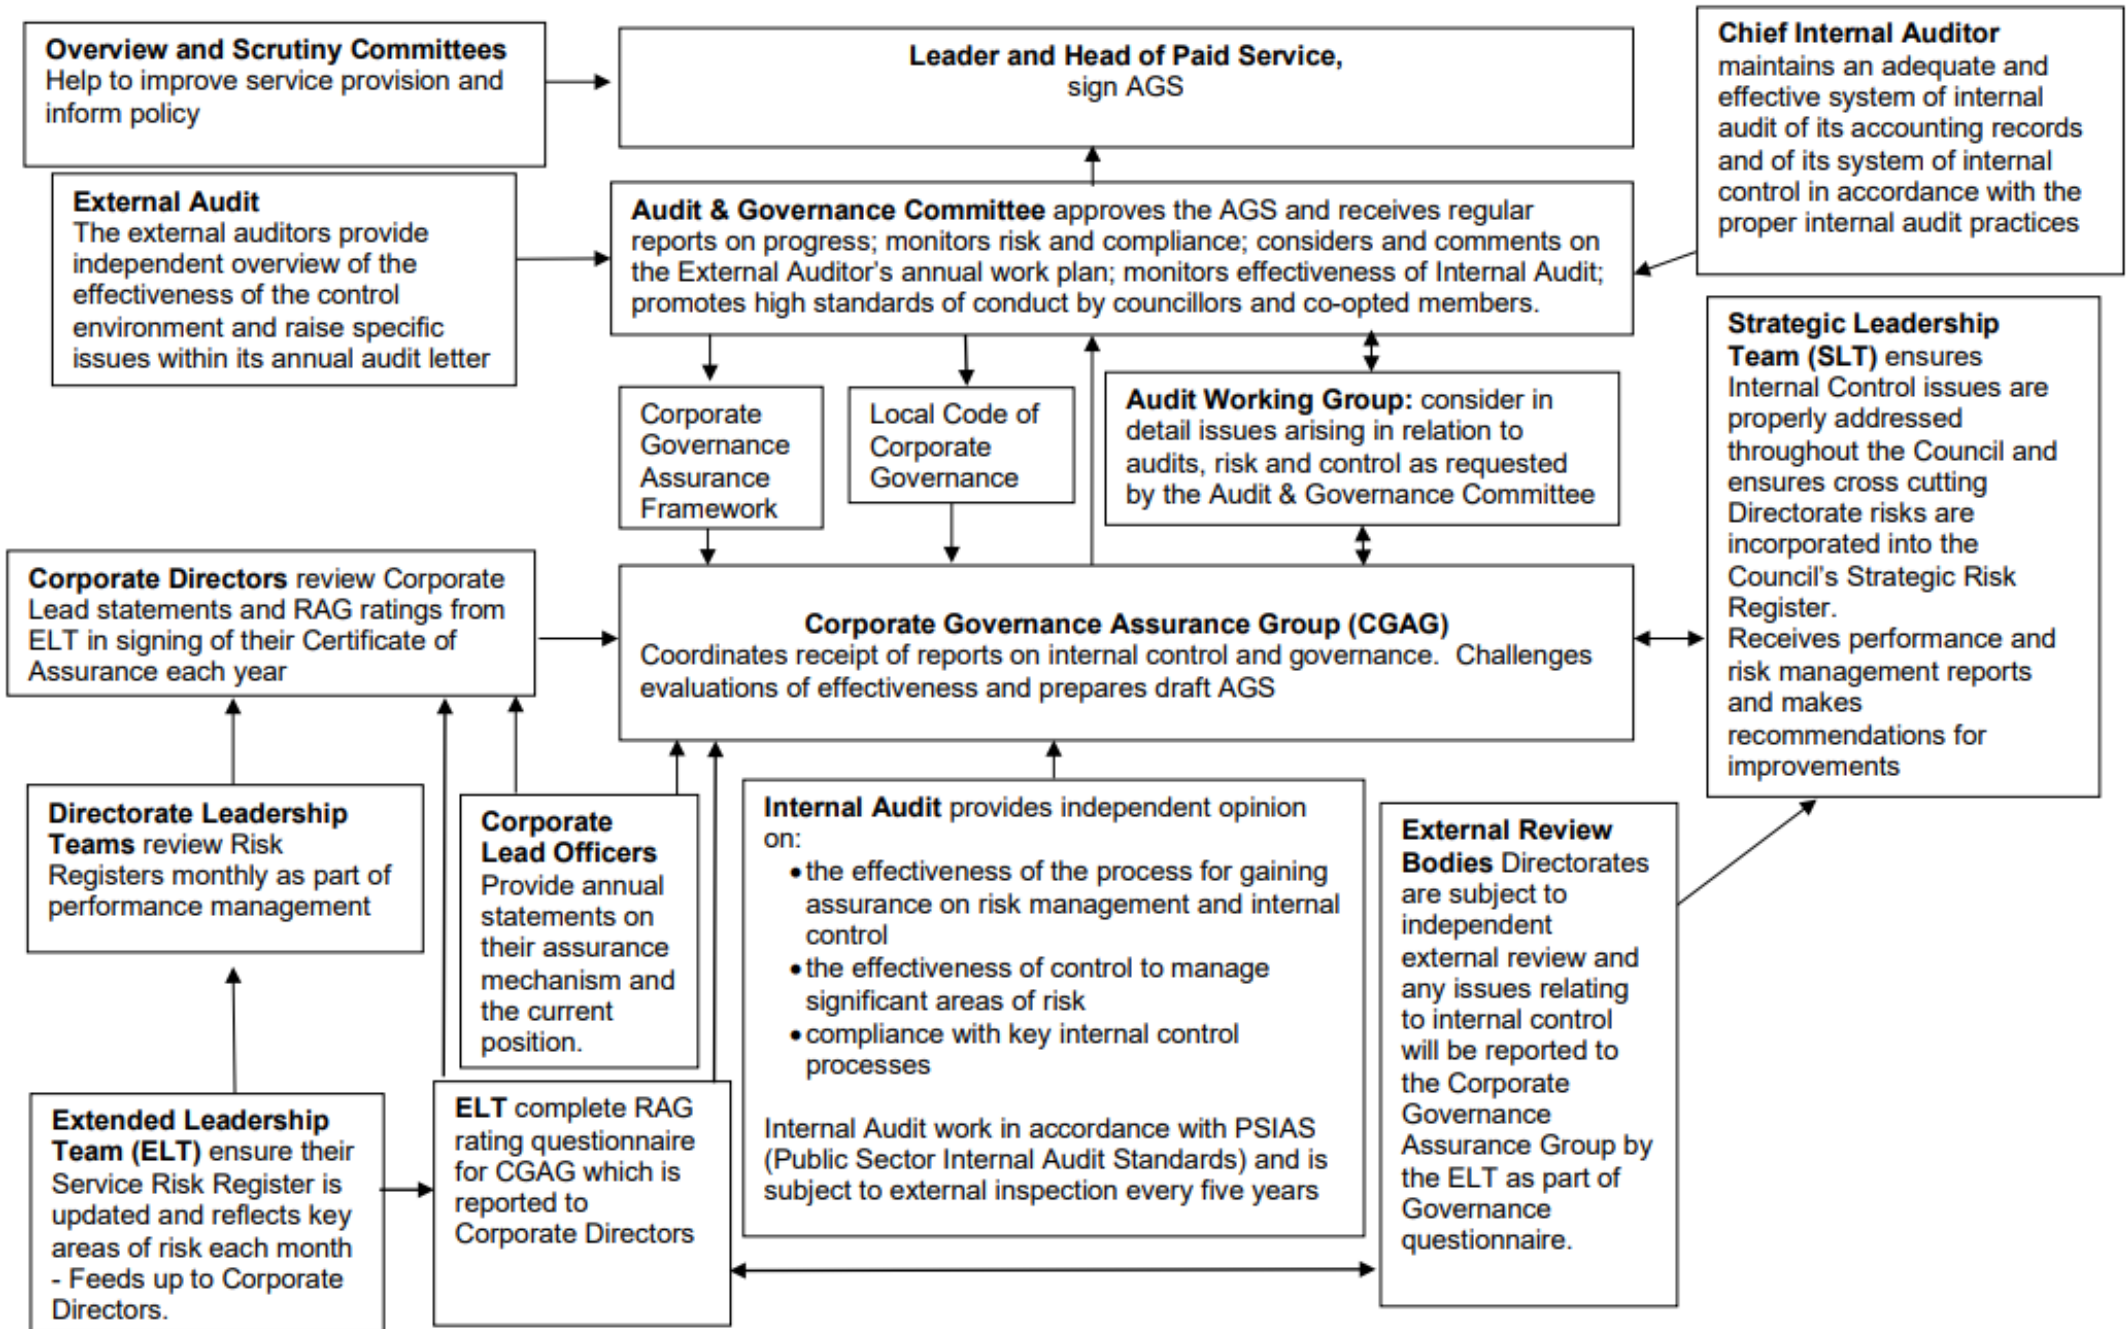 Overview and Scrutiny Committees
Help to improve service provision and
inform policy
Leader and Head of Paid Service,
sign AGS
Chief Internal Auditor
maintains an adequate and
effective system of internal
audit of its accounting records
and of its system of internal
control in accordance with the
proper internal audit practices
External Audit
The external auditors provide
independent overview of the
effectiveness of the control
environment and raise specific
issues within its annual audit letter
Audit & Governance Committee approves the AGS and receives regular
reports on progress; monitors risk and compliance; considers and comments on
the External Auditor's annual work plan; monitors effectiveness of Internal Audit;
promotes high standards of conduct by councillors and co-opted members.
Strategic Leadership
Team (SLT) ensures
Internal Control issues are
properly addressed
throughout the Council and
ensures cross cutting
Directorate risks are
incorporated into the
Council's Strategic Risk
Register.
Receives performance and
risk management reports
and makes
recommendations for
improvements
Corporate
Governance
Assurance
Framework
Local Code of
Corporate
Governance
Audit Working Group: consider in
detail issues arising in relation to
audits, risk and control as requested
by the Audit & Governance Committee
Corporate Directors review Corporate
Lead statements and RAG ratings from
ELT in signing of their Certificate of
Assurance each year
Corporate Governance Assurance Group (CGAG)
Coordinates receipt of reports on internal control and governance.  Challenges
evaluations of effectiveness and prepares draft AGS
Directorate Leadership
Teams review Risk
Registers monthly as part of
performance management
Corporate
Lead Officers
Provide annual
statements on
their assurance
mechanism and
the current
position.
Internal Audit provides independent opinion
on:
• the effectiveness of the process for gaining
assurance on risk management and internal
control
• the effectiveness of control to manage
significant areas of risk
• compliance with key internal control
processes
Internal Audit work in accordance with PSIAS
(Public Sector Internal Audit Standards) and is
subject to external inspection every five years
External Review
Bodies Directorates
are subject to
independent
external review and
any issues relating
to internal control
will be reported to
the Corporate
Governance
Assurance Group by
the ELT as part of
Governance
questionnaire.
Extended Leadership
Team (ELT) ensure their
Service Risk Register is
updated and reflects key
areas of risk each month
- Feeds up to Corporate
Directors.
ELT complete RAG
rating questionnaire
for CGAG which is
reported to
Corporate Directors